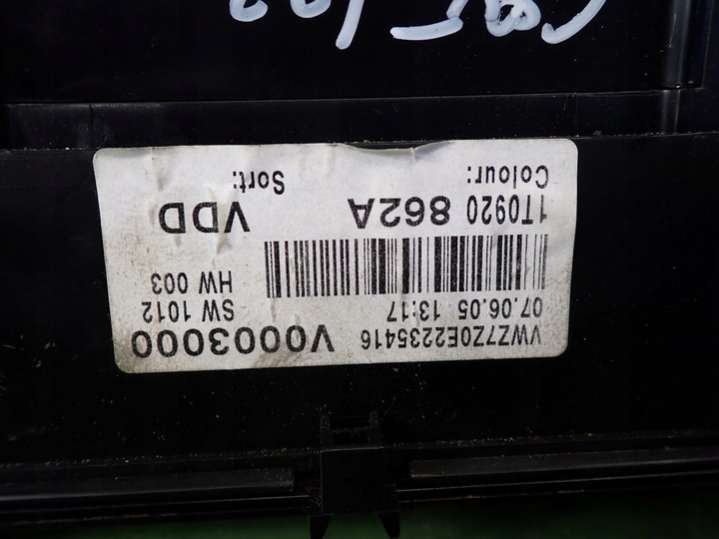 VWZ7Z0E2235416 V0003000
07.06.05 13:17 SW 1012
HW 003
1T0920 862A VDD
Colour: Sort: